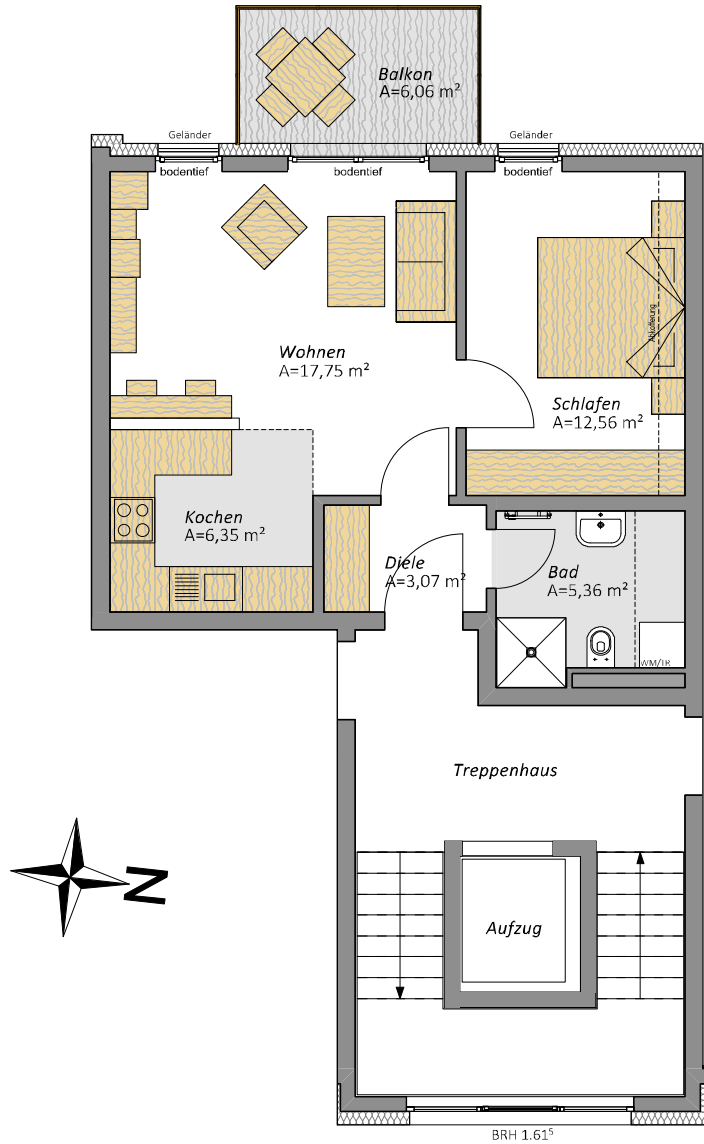 Balkon
A=6,06 m²
Geländer
Geländer
bodentief
bodentief
bodentief
Abkofferung
Wohnen
A=17,75 m²
Schlafen
A=12,56 m²
Kochen
A=6,35 m²
Diele
A=3,07 m²
Bad
A=5,36 m²
WM/TR
Treppenhaus
N
Aufzug
BRH 1.61⁵